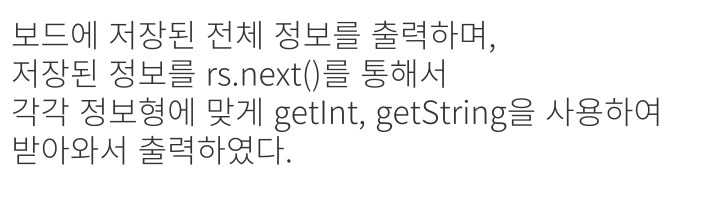 보드에 저장된 전체 정보를 출력하며,
저장된 정보를 rs.next()를 통해서
각각 정보형에 맞게 getInt, getString을 사용하여
받아와서 출력하였다.